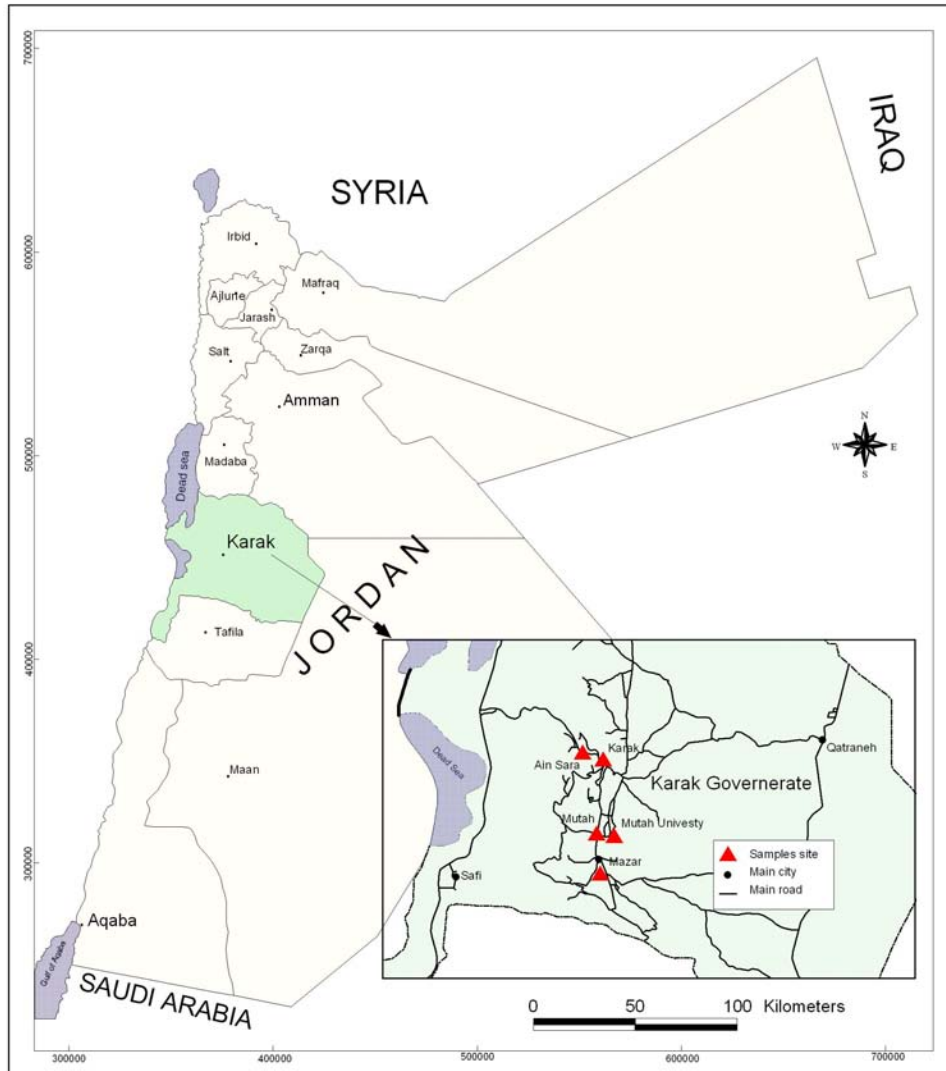 700000
600000
500000
400000
300000
IRAQ
SYRIA
Irbid
Mafraq
Ajlune
Jarash
Salt
Zarqa
Amman
N
W E
S
Madaba
Dead sea
Karak
JORDAN
Tafila
Maan
Aqaba
Gulf of Aqaba
SAUDI ARABIA
Dead Sea
Karak
Ain Sara
Qatraneh
Karak Governerate
Mutah
Mutah Univesty
Mazar
Safi
Samples site
Main city
Main road
0 50 100 Kilometers
300000 400000 500000 600000 700000